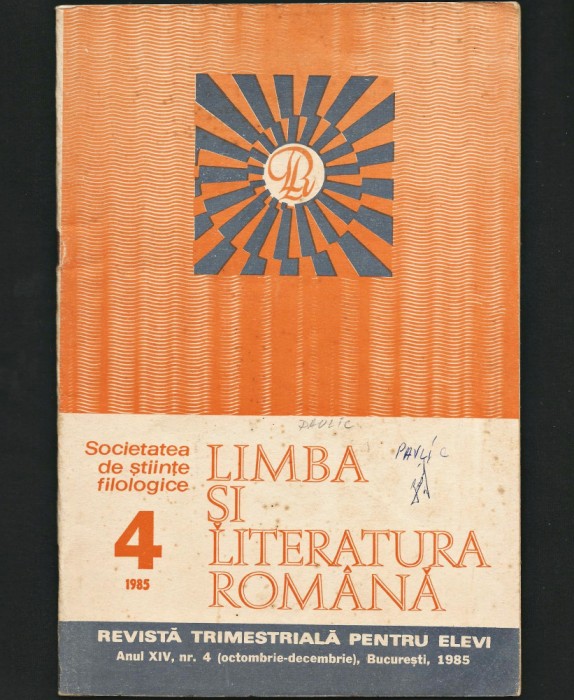 PAVLIC
PAVLIC
Societatea
de științe
filologice
4
1985
LIMBA
ȘI
LITERATURA
ROMÂNĂ
REVISTĂ TRIMESTRIALĂ PENTRU ELEVI
Anul XIV, nr. 4 (octombrie-decembrie), București, 1985